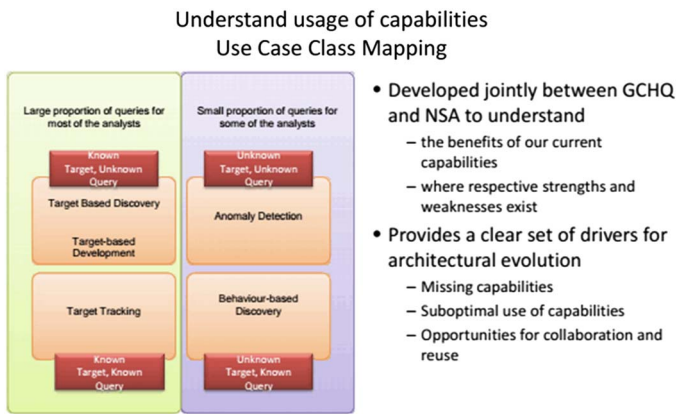 Understand usage of capabilities
Use Case Class Mapping
Large proportion of queries for
most of the analysts
Known
Target, Unknown
Query
Target Based Discovery
Target-based
Development
Target Tracking
Known
Target, Known
Query
Small proportion of queries for
some of the analysts
Unknown
Target, Unknown
Query
Anomaly Detection
Behaviour-based
Discovery
Unknown
Target, Known
Query
• Developed jointly between GCHQ
and NSA to understand
– the benefits of our current
capabilities
– where respective strengths and
weaknesses exist
• Provides a clear set of drivers for
architectural evolution
– Missing capabilities
– Suboptimal use of capabilities
– Opportunities for collaboration and
reuse